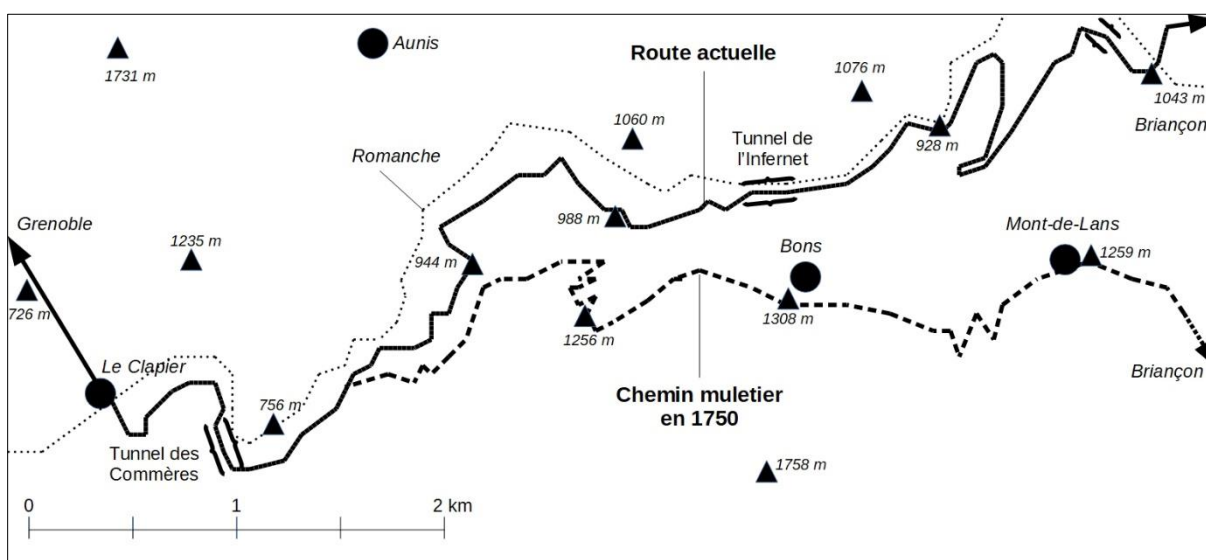 1731 m
Aunis
Route actuelle
1076 m
1043 m
Briançon
1060 m
Tunnel de
l'Infernet
928 m
Romanche
Grenoble
1235 m
726 m
944 m
988 m
Bons
Mont-de-Lans
1259 m
1256 m
1308 m
Briançon
Le Clapier
756 m
Chemin muletier
en 1750
Tunnel des
Commères
1758 m
0 1 2 km